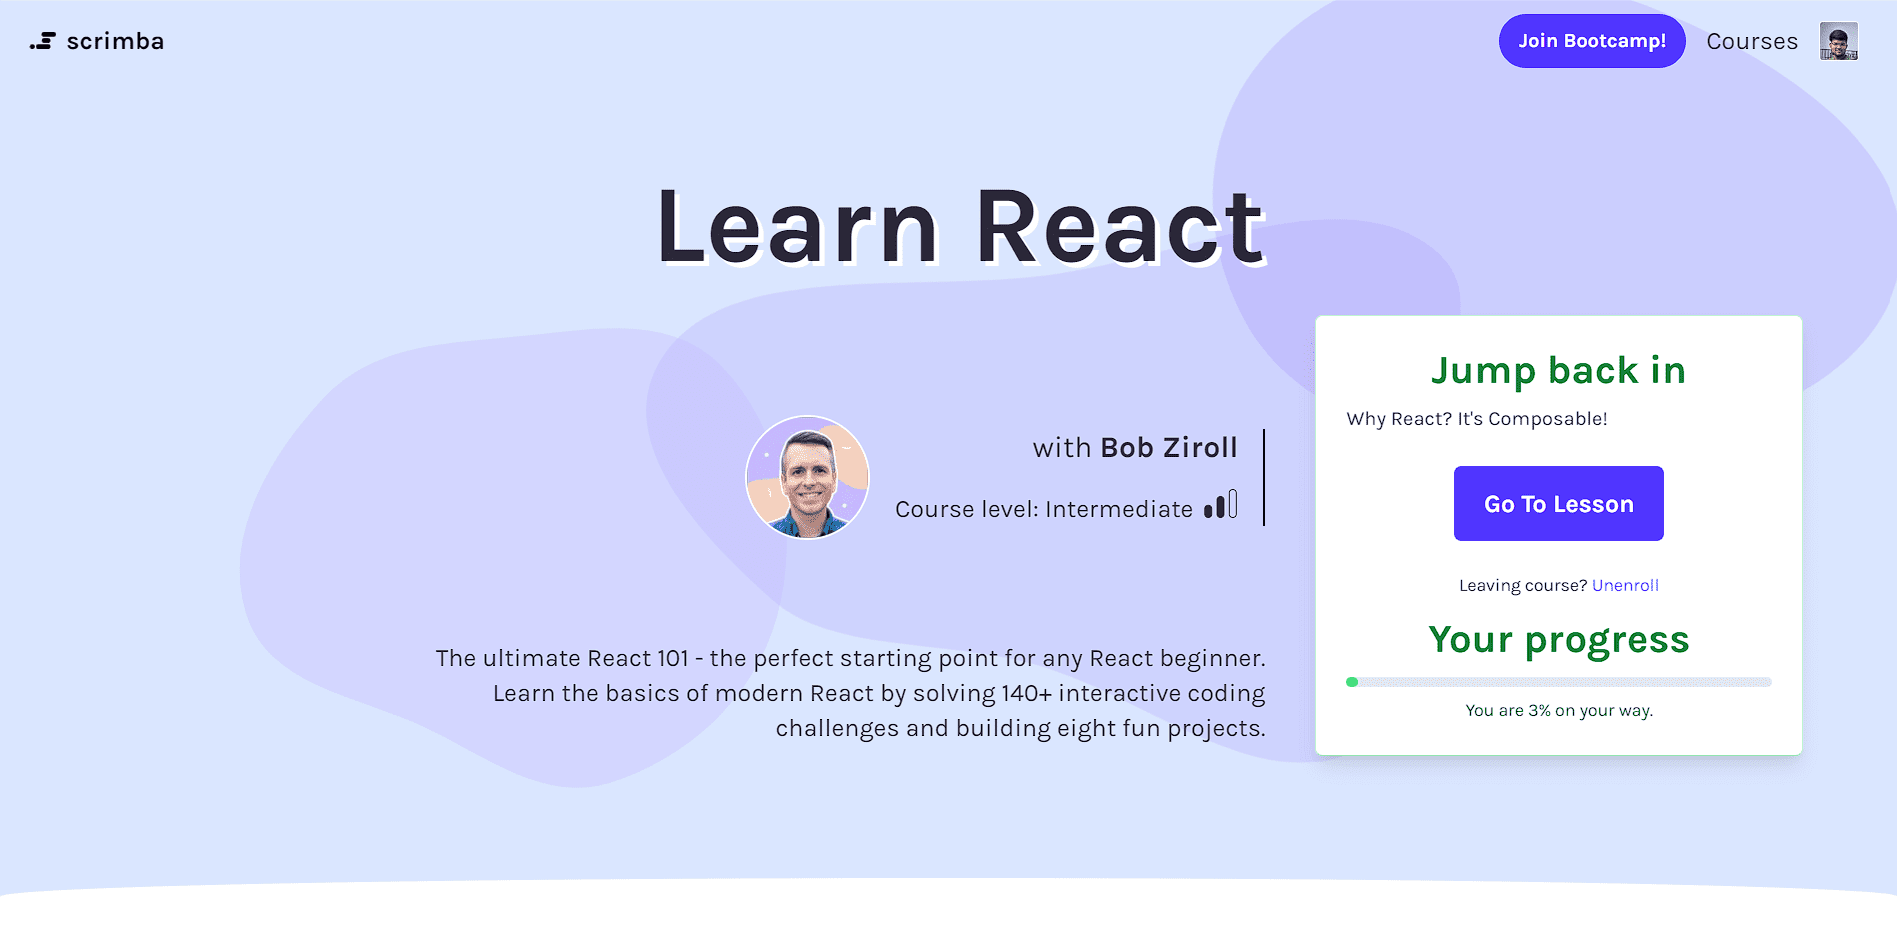 scrimba
Join Bootcamp!
Courses
Learn React
with Bob Ziroll
Course level: Intermediate
The ultimate React 101 - the perfect starting point for any React beginner.
Learn the basics of modern React by solving 140+ interactive coding
challenges and building eight fun projects.
Jump back in
Why React? It's Composable!
Go To Lesson
Leaving course? Unenroll
Your progress
You are 3% on your way.